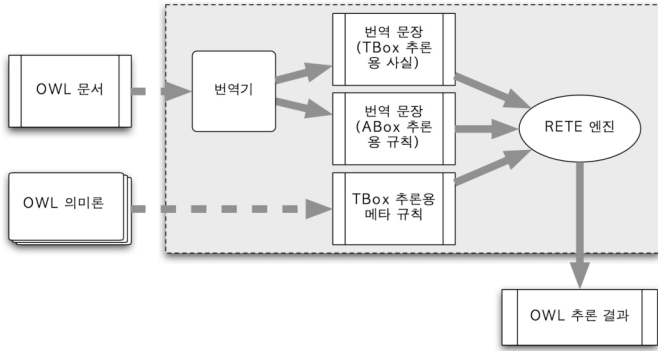 OWL 문서
번역기
번역 문장
(TBox 추론
용 사실)
번역 문장
(ABox 추론
용 규칙)
RETE 엔진
OWL 의미론
TBox 추론용
메타 규칙
OWL 추론 결과